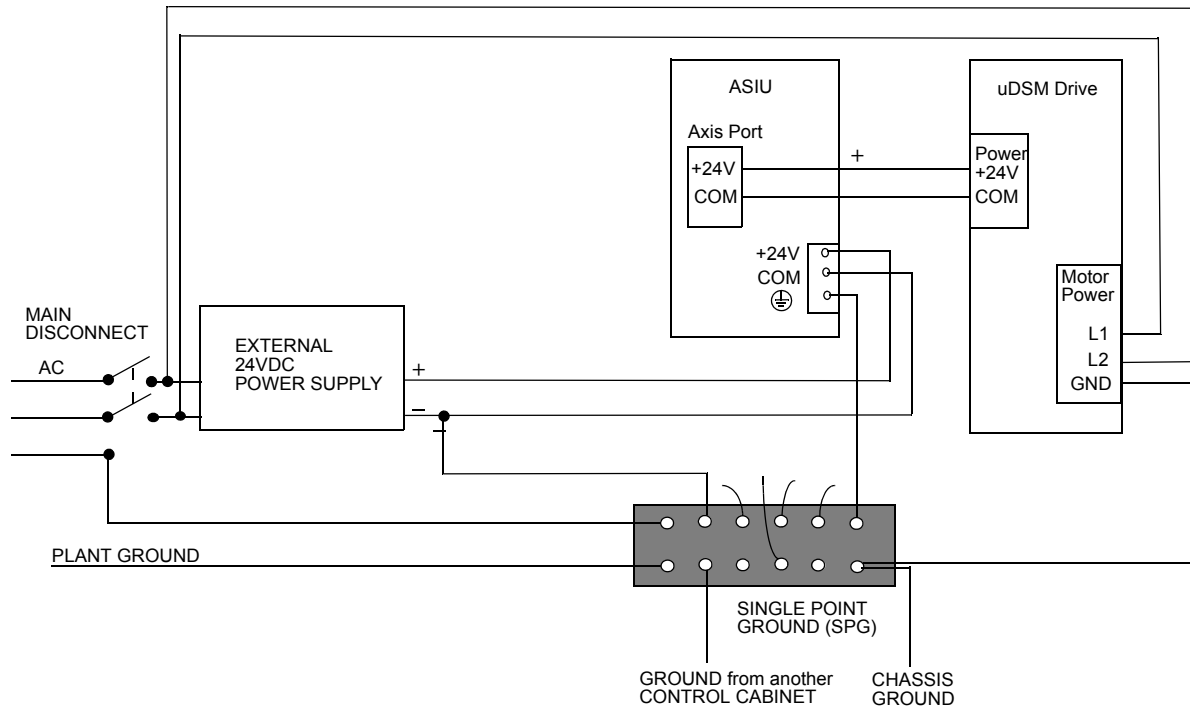 ASIU
uDSM Drive
Axis Port
+24V
COM
+
Power
+24V
COM
+24V
COM
Motor
Power
L1
L2
GND
MAIN
DISCONNECT
AC
EXTERNAL
24VDC
POWER SUPPLY
+
−
PLANT GROUND
SINGLE POINT
GROUND (SPG)
GROUND from another
CONTROL CABINET
CHASSIS
GROUND